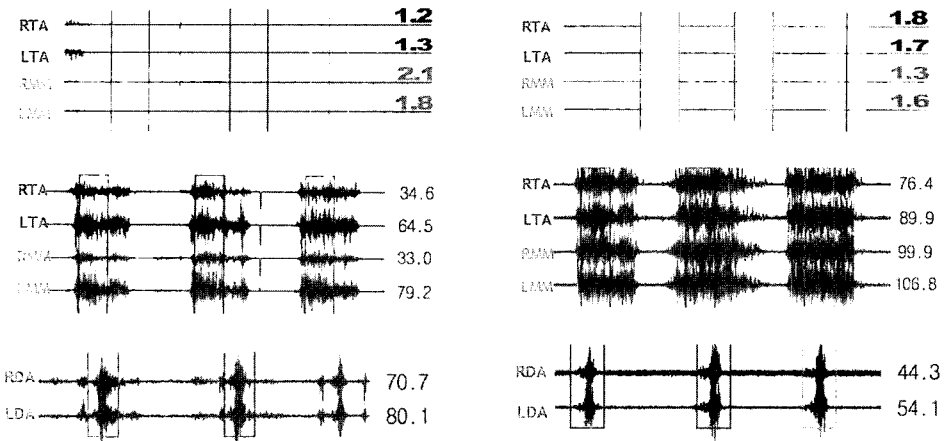 RTA 1.2
LTA 1.3
RMM 2.1
LMM 1.8
RTA 1.8
LTA 1.7
RMM 1.3
LMM 1.6
RTA 34.6
LTA 64.5
RMM 33.0
LMM 79.2
RTA 76.4
LTA 89.9
RMM 99.9
LMM 106.8
RDA 70.7
LDA 80.1
RDA 44.3
LDA 54.1